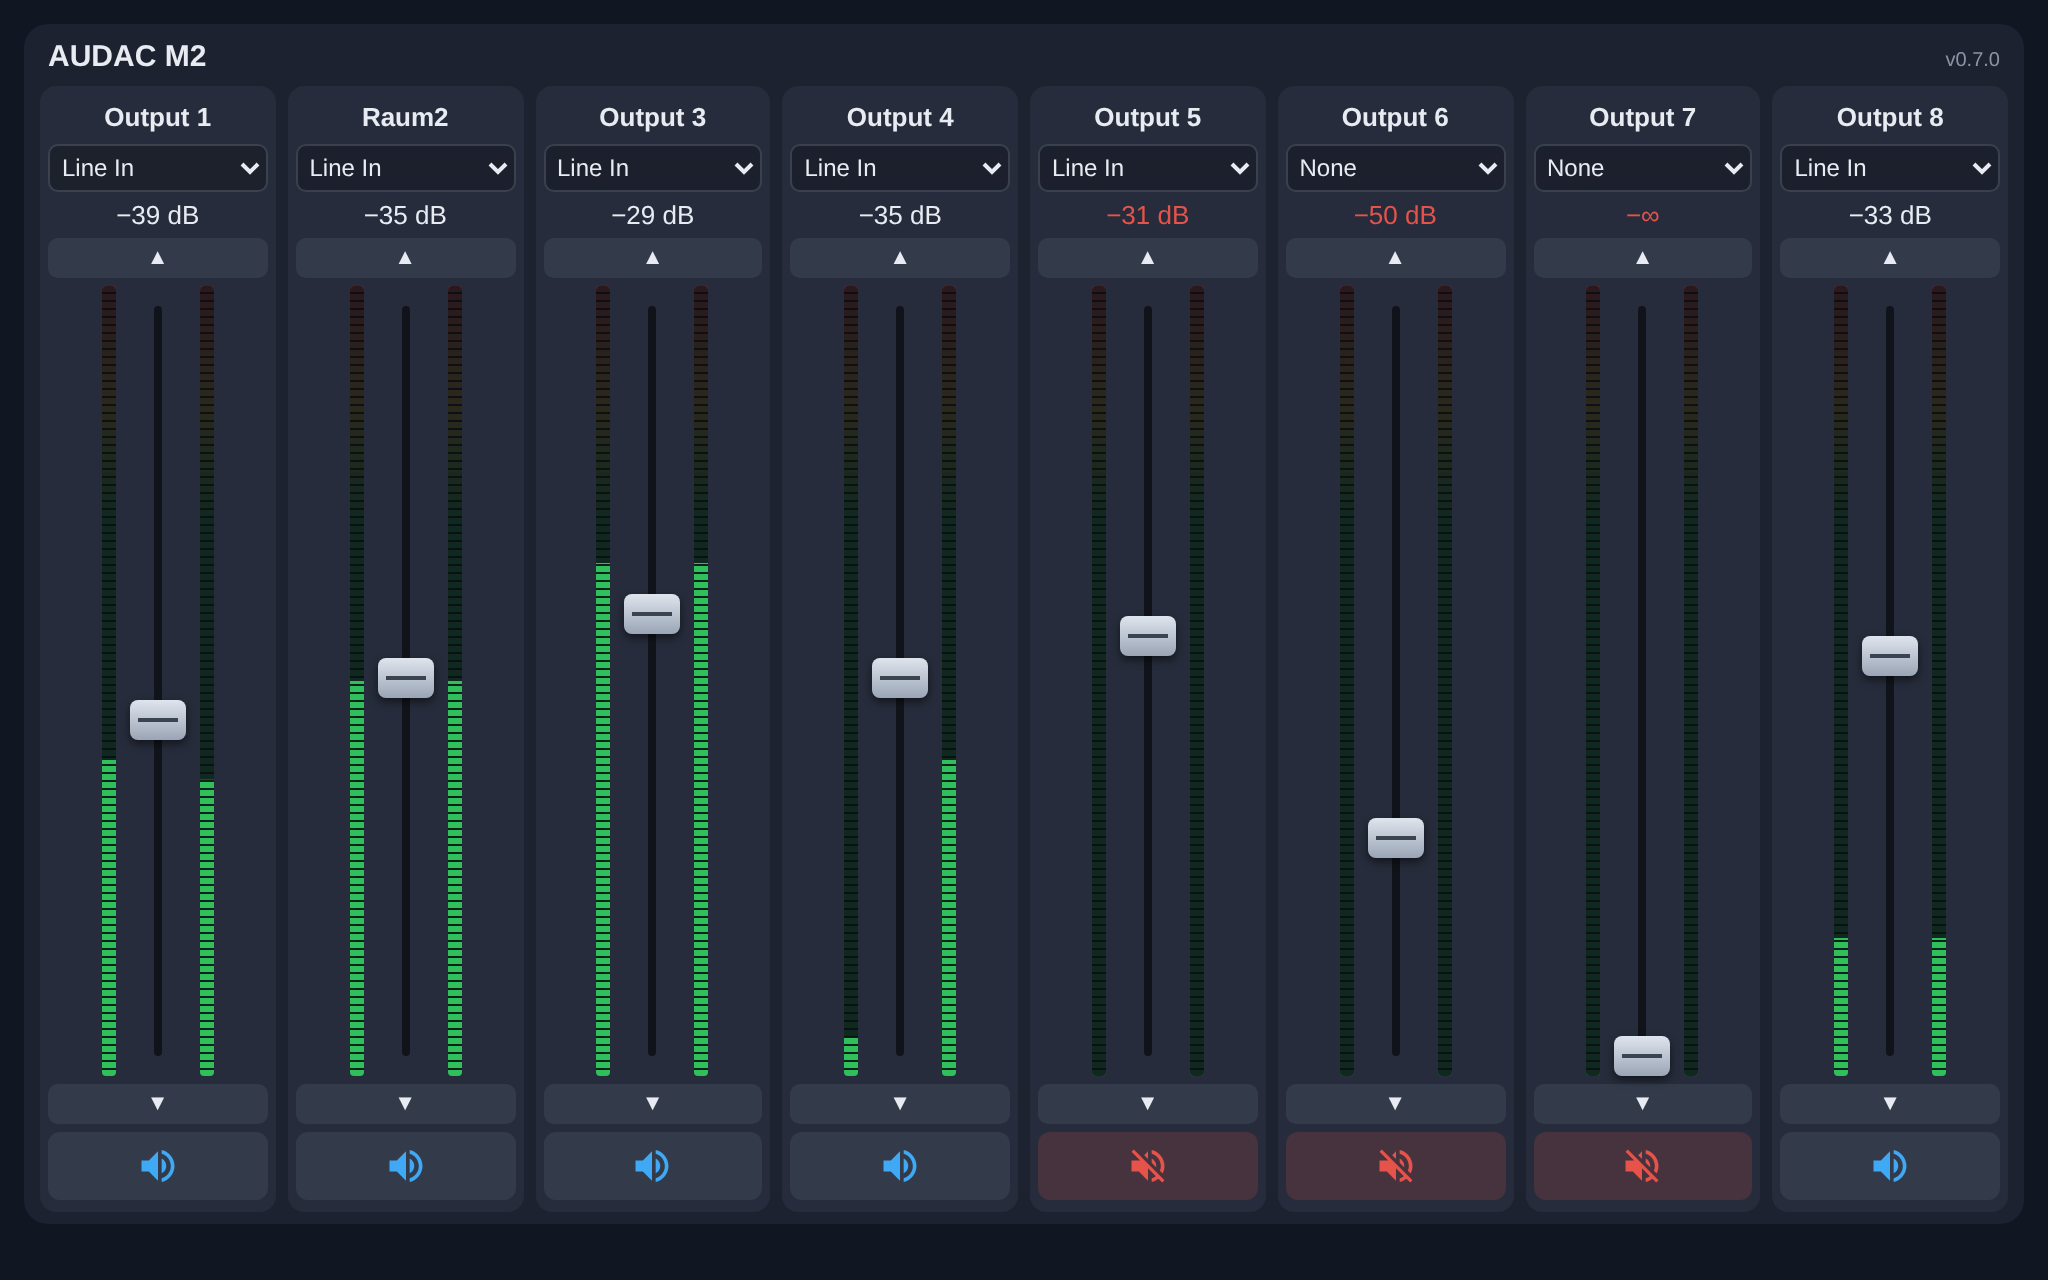 AUDAC M2
v0.7.0
Output 1
Raum2
Output 3
Output 4
Output 5
Output 6
Output 7
Output 8
Line In
Line In
Line In
Line In
Line In
None
None
Line In
−39 dB
−35 dB
−29 dB
−35 dB
−31 dB
−50 dB
−∞
−33 dB